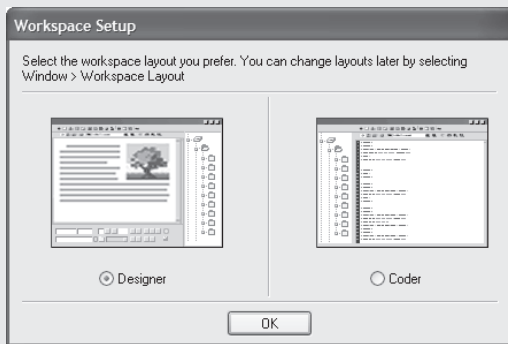 Workspace Setup
Select the workspace layout you prefer. You can change layouts later by selecting
Window > Workspace Layout
Designer
Coder
OK